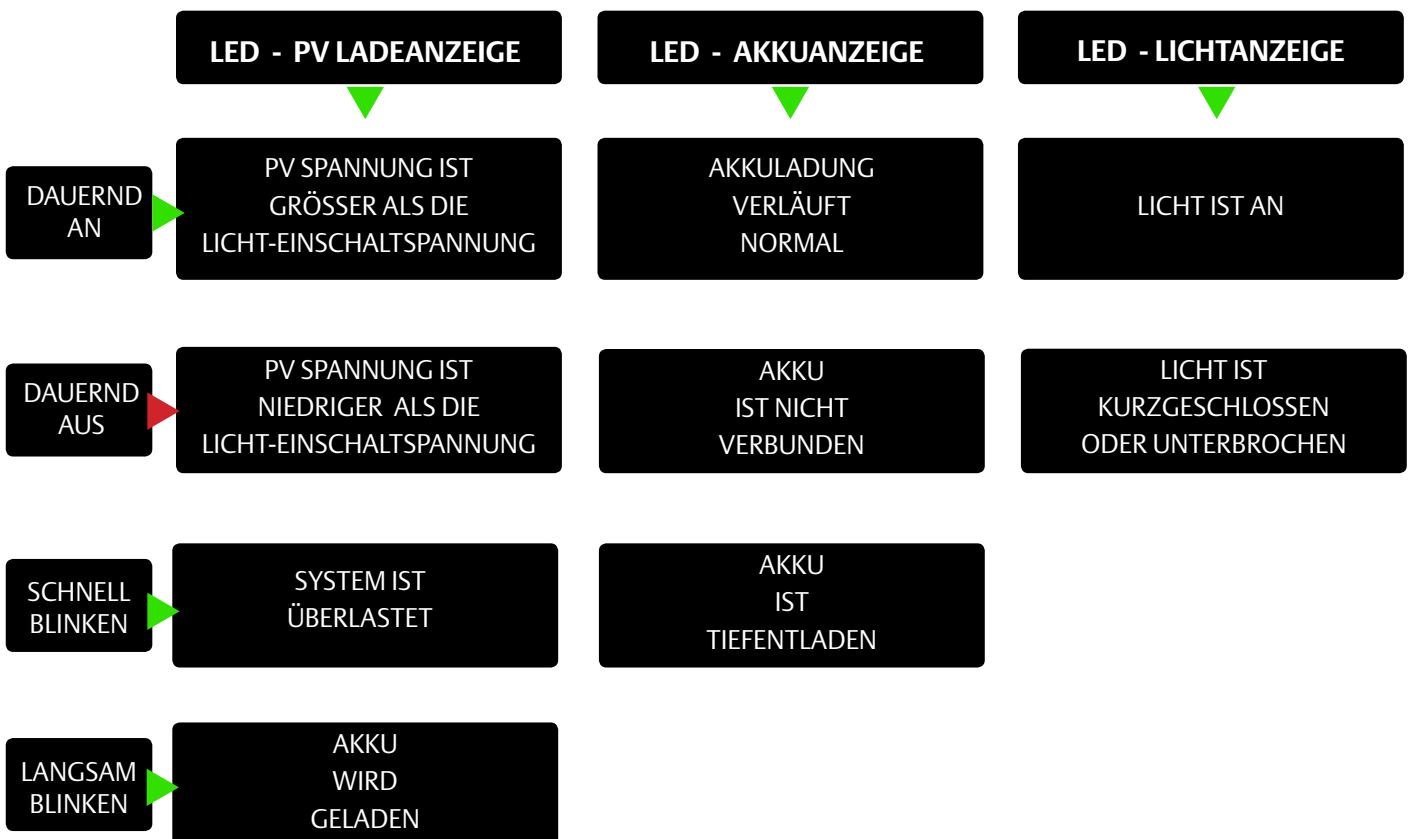 LED - PV LADEANZEIGE
LED - AKKUANZEIGE
LED - LICHTANZEIGE
DAUERND
AN
PV SPANNUNG IST
GRÖSSER ALS DIE
LICHT-EINSCHALTSPANNUNG
AKKULADUNG
VERLÄUFT
NORMAL
LICHT IST AN
DAUERND
AUS
PV SPANNUNG IST
NIEDRIGER ALS DIE
LICHT-EINSCHALTSPANNUNG
AKKU
IST NICHT
VERBUNDEN
LICHT IST
KURZGESCHLOSSEN
ODER UNTERBROCHEN
SCHNELL
BLINKEN
SYSTEM IST
ÜBERLASTET
AKKU
IST
TIEFENTLADEN
LANGSAM
BLINKEN
AKKU
WIRD
GELADEN